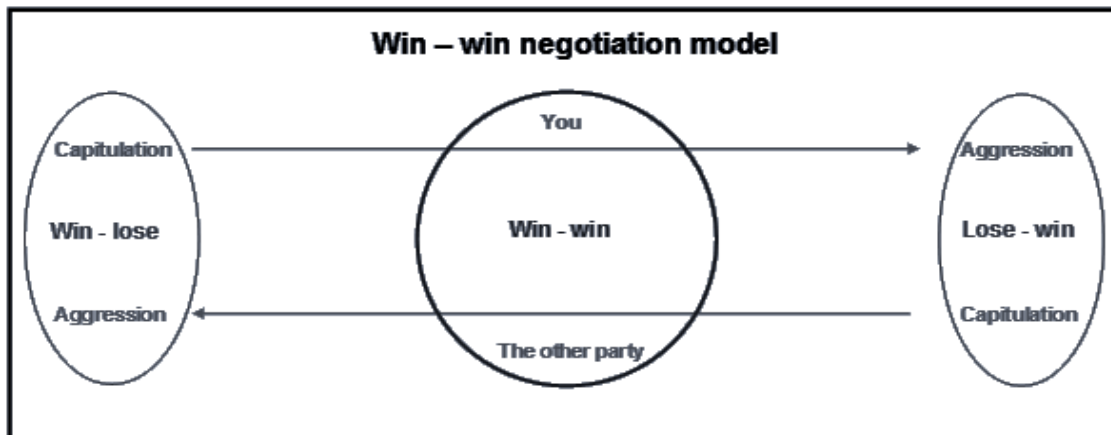 Win – win negotiation model
You
Capitulation
Aggression
Win - lose
Win - win
Lose - win
Aggression
Capitulation
The other party